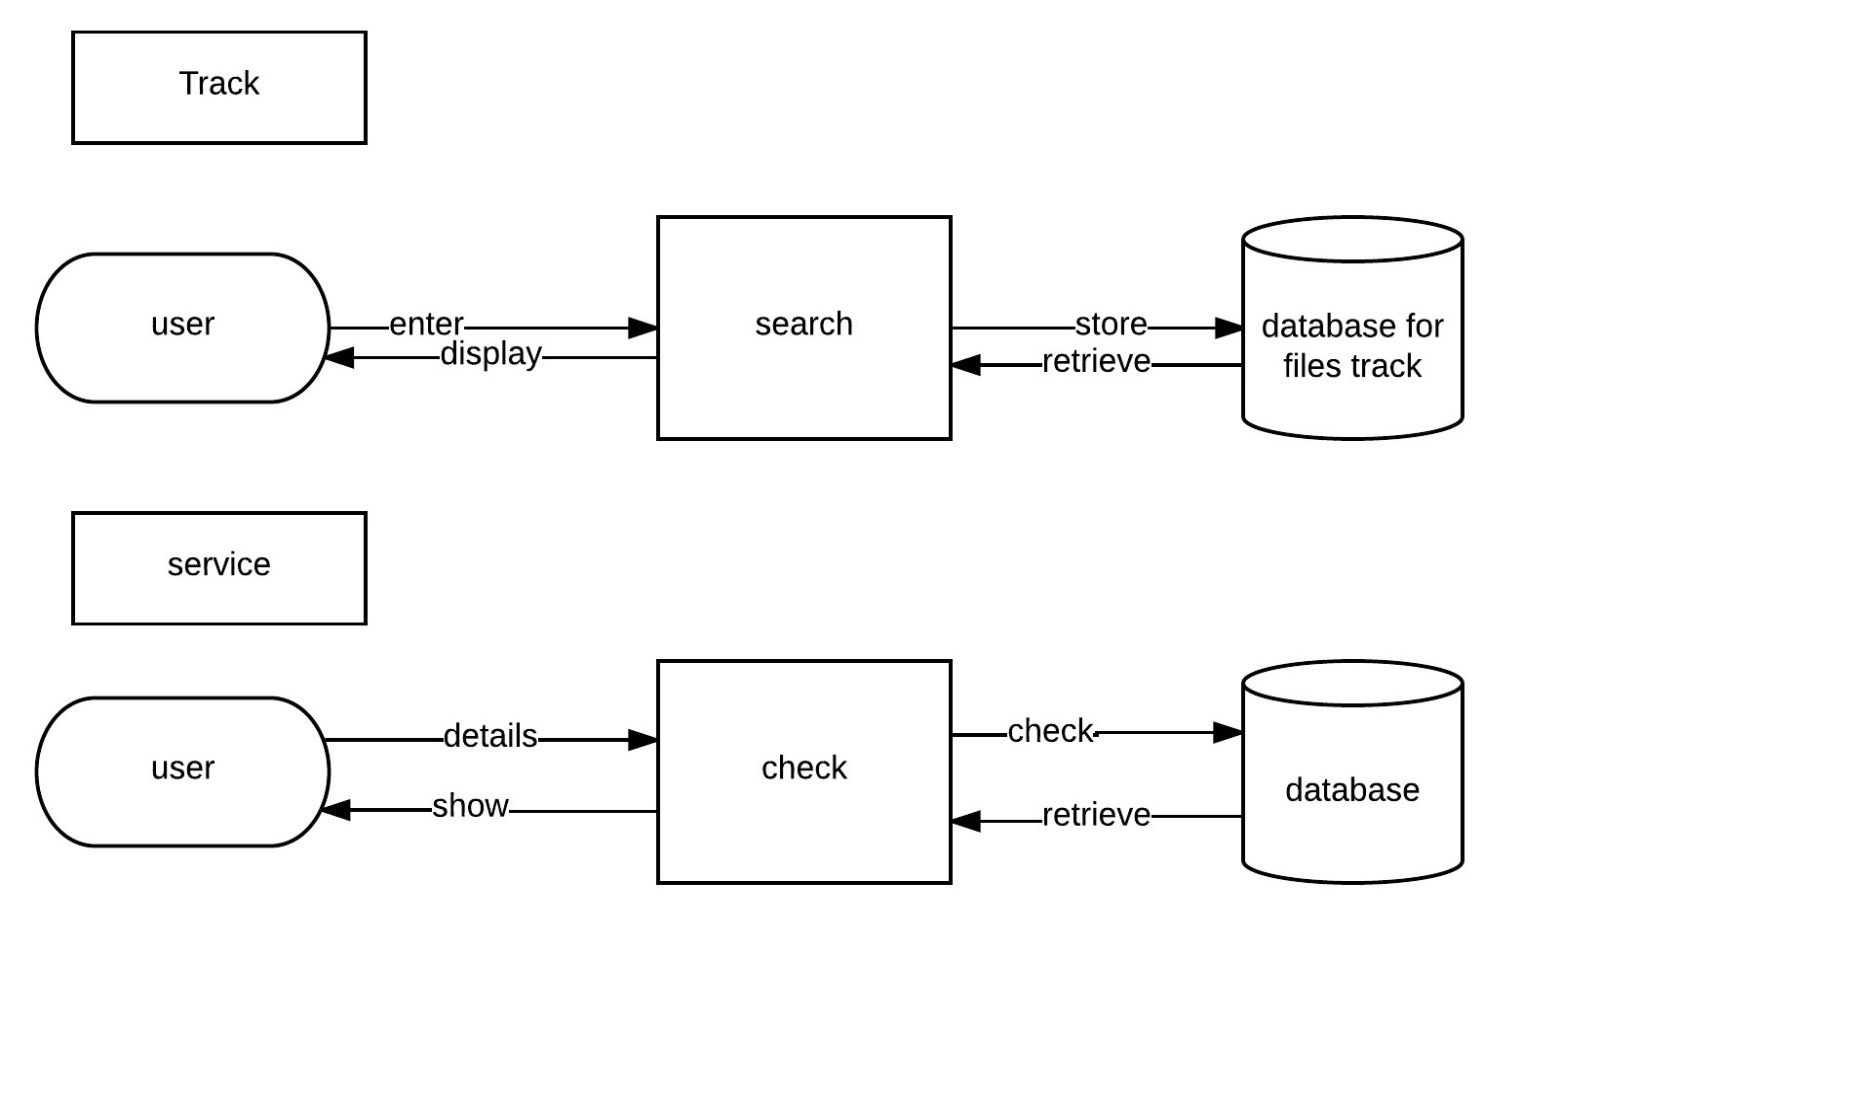 Track
user
enter
display
search
store
retrieve
database for
files track
service
user
details
show
check
check
retrieve
database